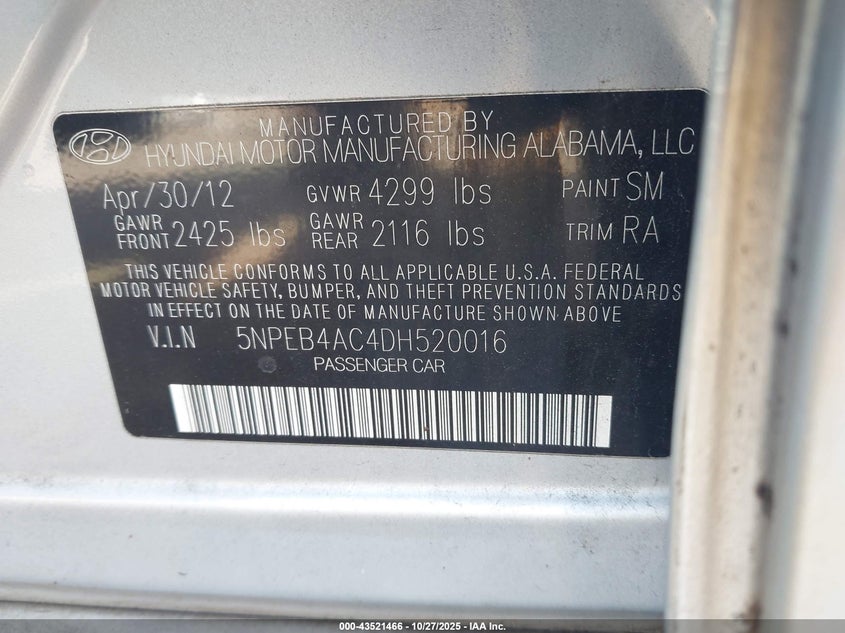 MANUFACTURED BY
HYUNDAI MOTOR MANUFACTURING ALABAMA, LLC
Apr/30/12 GVWR 4299 lbs PAINT SM
GAWR FRONT 2425 lbs GAWR REAR 2116 lbs TRIM RA
THIS VEHICLE CONFORMS TO ALL APPLICABLE U.S.A. FEDERAL
MOTOR VEHICLE SAFETY, BUMPER, AND THEFT PREVENTION STANDARDS
IN EFFECT ON THE DATE OF MANUFACTURE SHOWN ABOVE
V.I.N 5NPEB4AC4DH520016
PASSENGER CAR
000-43521466 - 10/27/2025 - IAA Inc.